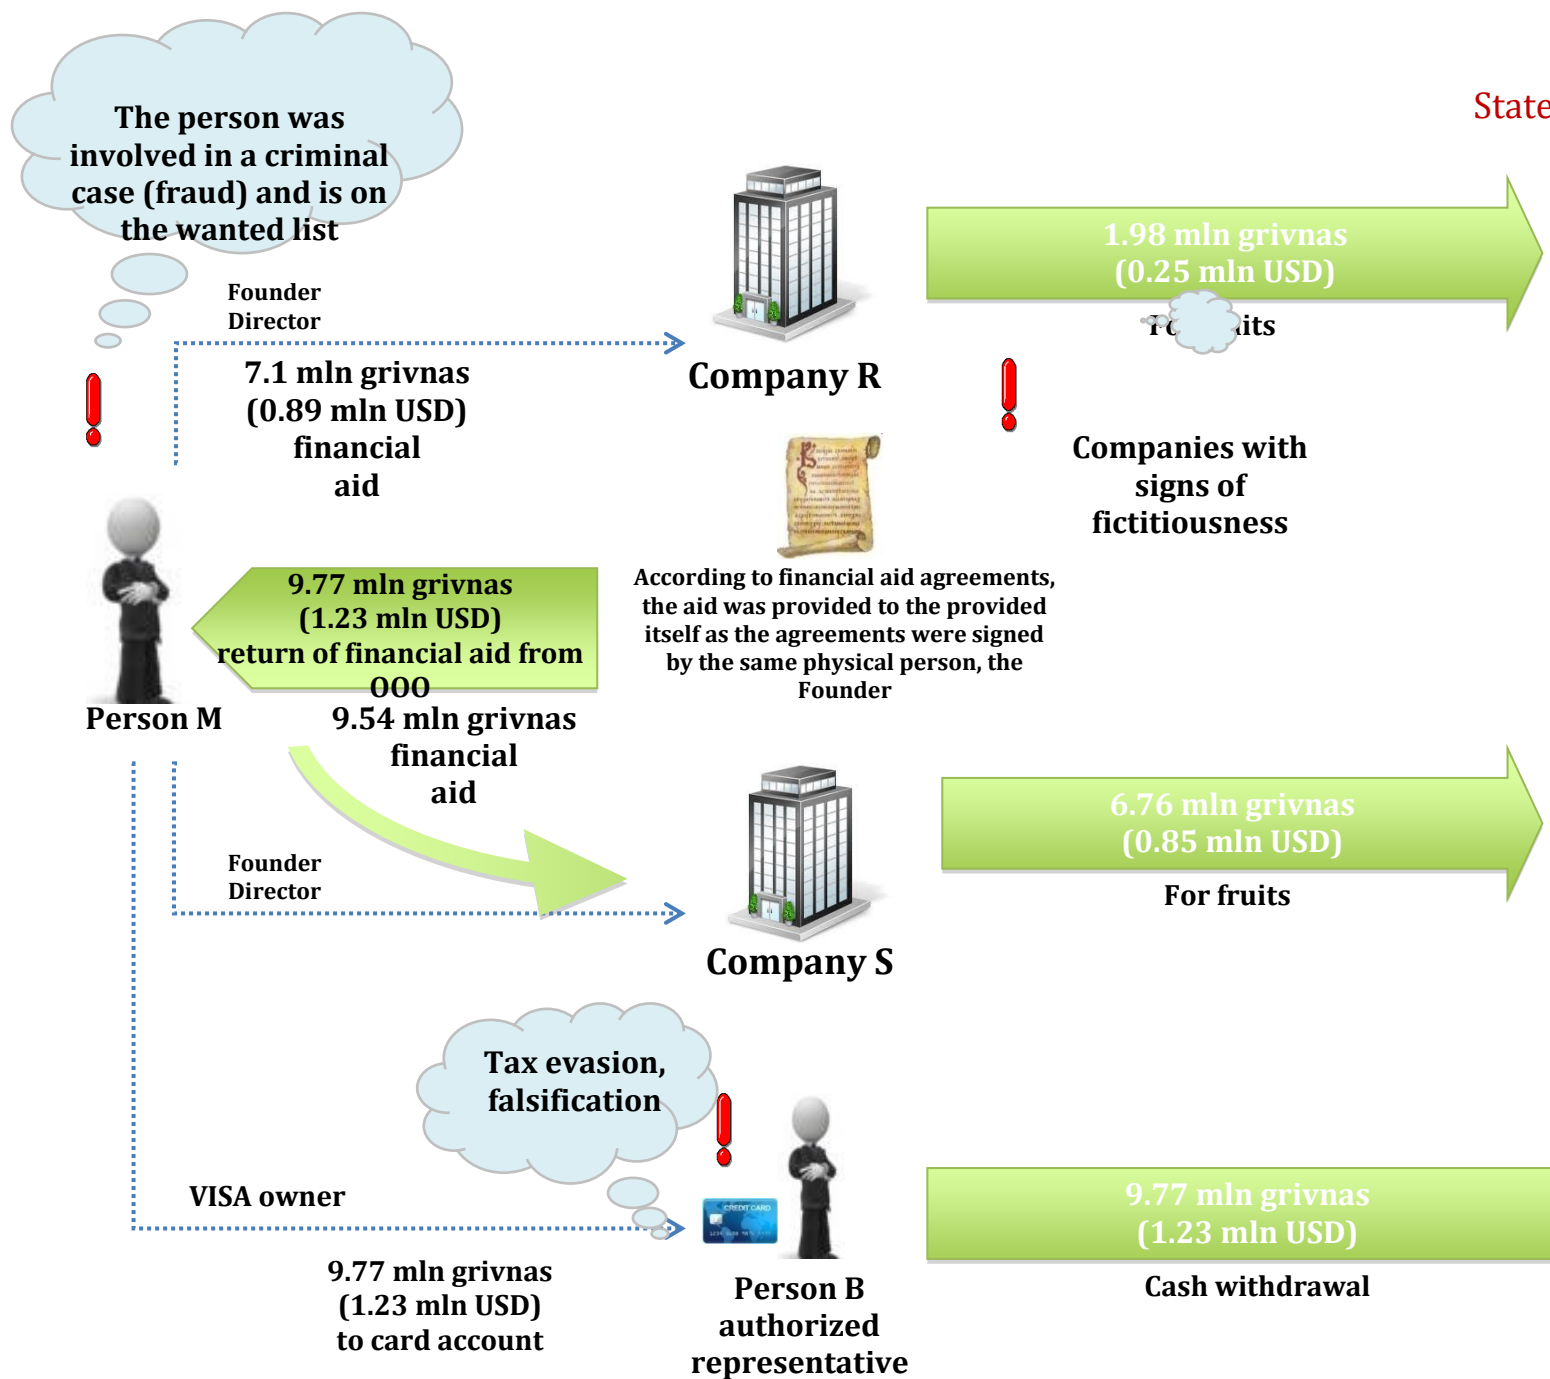 The person was
involved in a criminal
case (fraud) and is on
the wanted list
State
1.98 mln grivnas
(0.25 mln USD)
Founder
Director
7.1 mln grivnas
(0.89 mln USD)
financial
aid
Company R
Companies with
signs of
fictitiousness
9.77 mln grivnas
(1.23 mln USD)
return of financial aid from
OOO
According to financial aid agreements,
the aid was provided to the provided
itself as the agreements were signed
by the same physical person, the
Founder
Person M
9.54 mln grivnas
financial
aid
6.76 mln grivnas
(0.85 mln USD)
For fruits
Founder
Director
Company S
Tax evasion,
falsification
VISA owner
CREDIT CARD
9.77 mln grivnas
(1.23 mln USD)
Cash withdrawal
9.77 mln grivnas
(1.23 mln USD)
to card account
Person B
authorized
representative